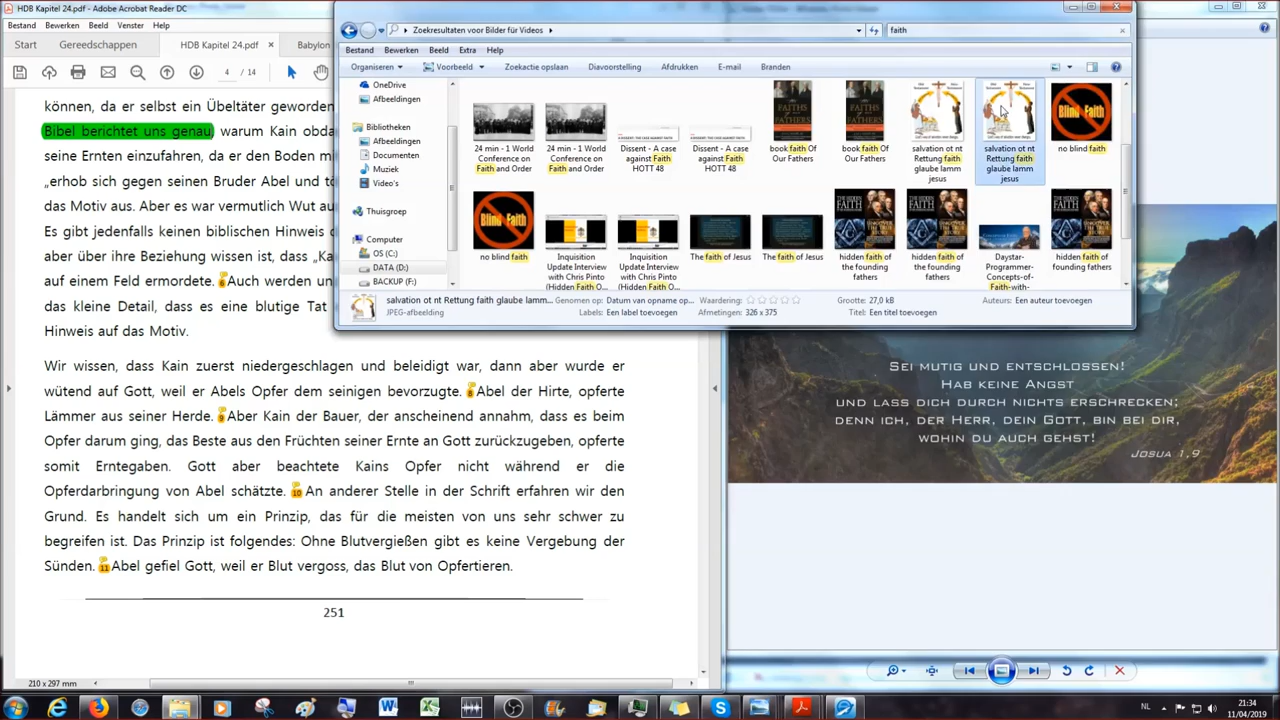 HDB Kapitel 24.pdf - Adobe Acrobat Reader DC
Bestand Bewerken Beeld Venster Help
Start Gereedschappen HDB Kapitel 24.pdf × Babylon
4 / 14
können, da er selbst ein Übeltäter geworden
Bibel berichtet uns genau, warum Kain obda
seine Ernten einzufahren, da er den Boden mi
„erhob sich gegen seinen Bruder Abel und tö
das Motiv aus. Aber es war vermutlich Wut au
Es gibt jedenfalls keinen biblischen Hinweis d
aber über ihre Beziehung wissen ist, dass „Ka
auf einem Feld ermordete. Auch werden un
das kleine Detail, dass es eine blutige Tat
Hinweis auf das Motiv.
Wir wissen, dass Kain zuerst niedergeschlagen und beleidigt war, dann aber wurde er
wütend auf Gott, weil er Abels Opfer dem seinigen bevorzugte. Abel der Hirte, opferte
Lämmer aus seiner Herde. Aber Kain der Bauer, der anscheinend annahm, dass es beim
Opfer darum ging, das Beste aus den Früchten seiner Ernte an Gott zurückzugeben, opferte
somit Erntegaben. Gott aber beachtete Kains Opfer nicht während er die
Opferdarbringung von Abel schätzte. An anderer Stelle in der Schrift erfahren wir den
Grund. Es handelt sich um ein Prinzip, das für die meisten von uns sehr schwer zu
begreifen ist. Das Prinzip ist folgendes: Ohne Blutvergießen gibt es keine Vergebung der
Sünden. Abel gefiel Gott, weil er Blut vergoss, das Blut von Opfertieren.
251
210 x 297 mm
Zoekresultaten voor Bilder für Videos
faith
Bestand Bewerken Beeld Extra Help
Organiseren Voorbeeld Zoekactie opslaan Diavoorstelling Afdrukken E-mail Branden
OneDrive
Afbeeldingen
Bibliotheken
Afbeeldingen
Documenten
Muziek
Video's
Thuisgroep
Computer
OS (C:)
DATA (D:)
BACKUP (F:)
24 min - 1 World Conference on Faith and Order
24 min - 1 World Conference on Faith and Order
Dissent - A case against Faith HOTT 48
Dissent - A case against Faith HOTT 48
book faith Of Our Fathers
book faith Of Our Fathers
salvation ot nt Rettung faith glaube lamm jesus
salvation ot nt Rettung faith glaube lamm jesus
no blind faith
no blind faith
Inquisition Update Interview with Chris Pinto (Hidden Faith O...
Inquisition Update Interview with Chris Pinto (Hidden Faith O...
The faith of Jesus
The faith of Jesus
hidden faith of the founding fathers
hidden faith of the founding fathers
Daystar-Programmer-Concepts-of-Faith-with-
hidden faith of the founding fathers
Blind Faith
Blind Faith
salvation ot nt Rettung faith glaube lamm... Genomen op: Datum van opname op... Waardering: Grootte: 27,0 kB Auteurs: Een auteur toevoegen
JPEG-afbeelding Labels: Een label toevoegen Afmetingen: 326 x 375 Titel: Een titel toevoegen
Sei mutig und entschlossen!
Hab keine Angst
und lass dich durch nichts erschrecken;
denn ich, der Herr, dein Gott, bin bei dir,
wohin du auch gehst!
Josua 1,9
NL
21:34
11/04/2019